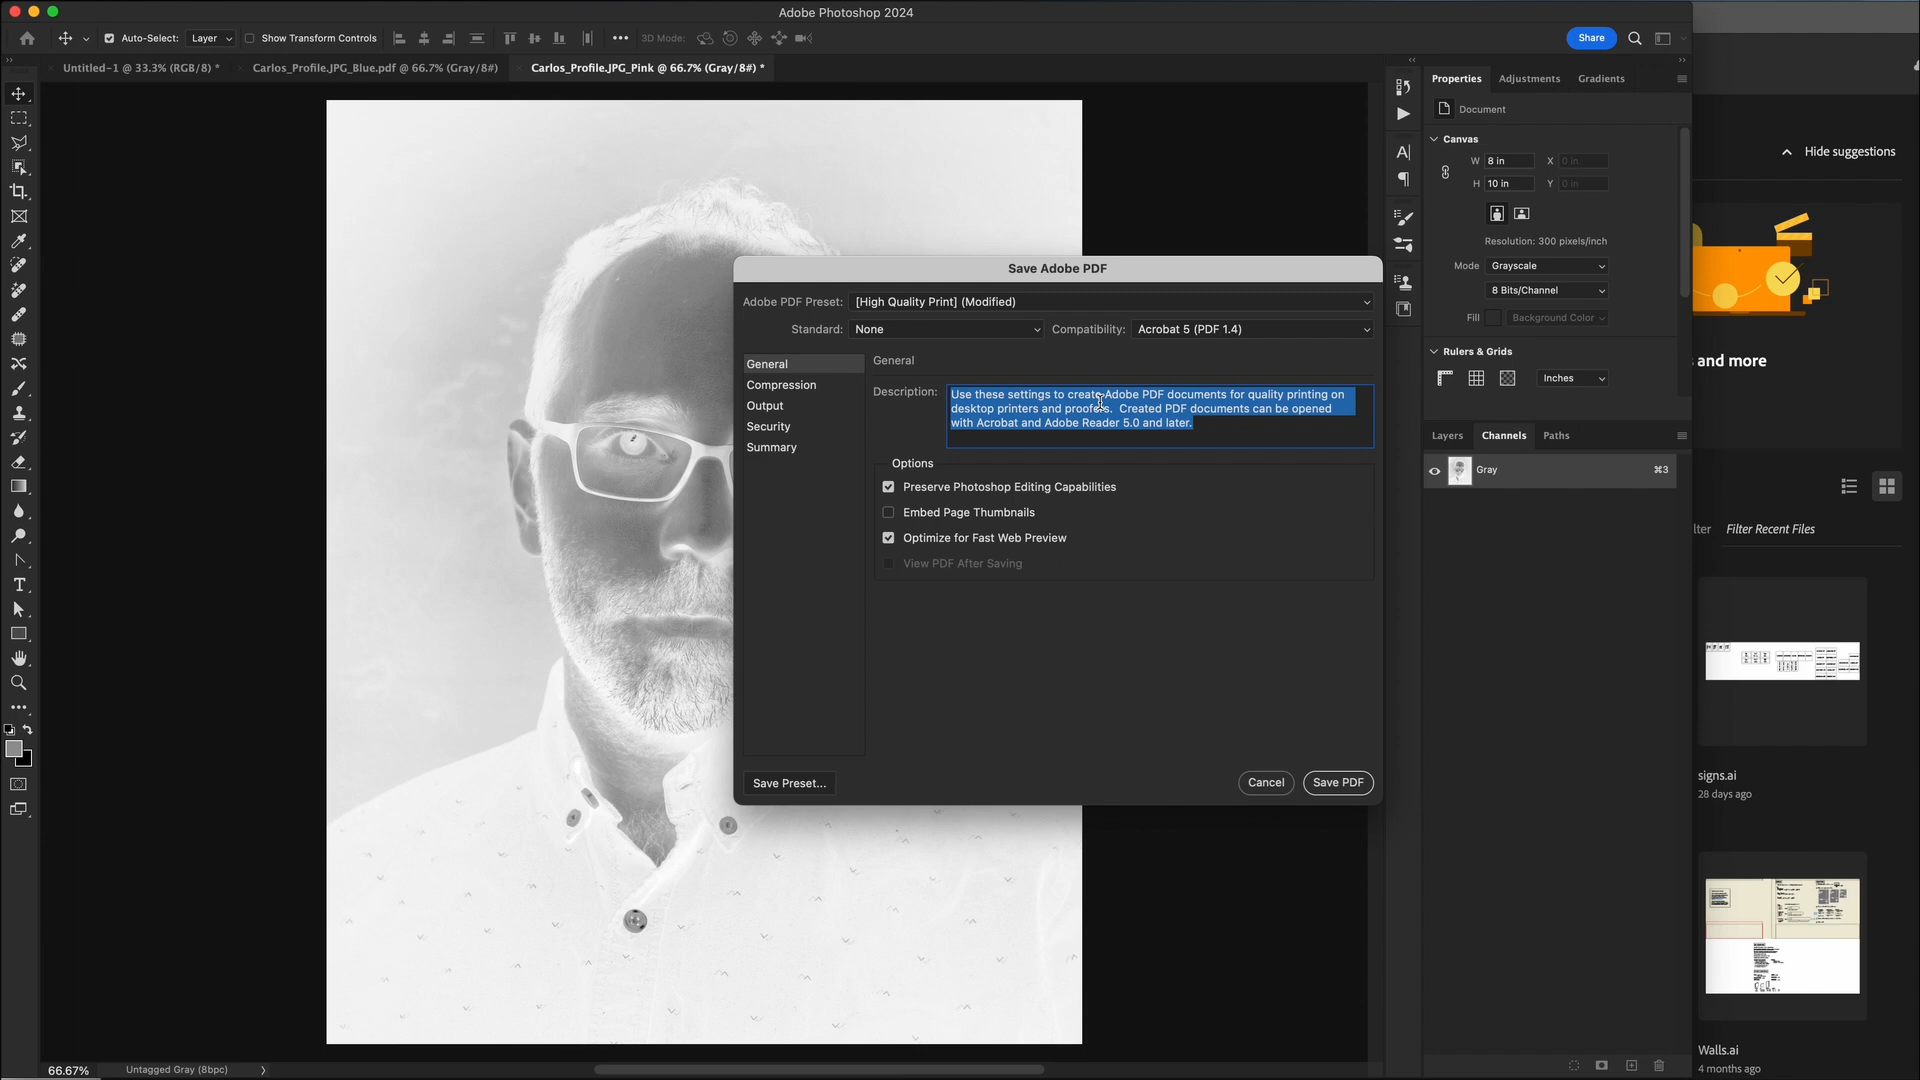 Adobe Photoshop 2024
Auto-Select: Layer Show Transform Controls 3D Mode: Share
Untitled-1 @ 33.3% (RGB/8) * Carlos_Profile.JPG_Blue.pdf @ 66.7% (Gray/8#) Carlos_Profile.JPG_Pink @ 66.7% (Gray/8#) *
Properties Adjustments Gradients
Document
Canvas
W 8 in X 0 in
H 10 in Y 0 in
Resolution: 300 pixels/inch
Mode Grayscale
8 Bits/Channel
Fill Background Color
Rulers & Grids
Inches
Layers Channels Paths
Gray ⌘3
Hide suggestions
s and more
lter Filter Recent Files
signs.ai
28 days ago
Walls.ai
4 months ago
Save Adobe PDF
Adobe PDF Preset: [High Quality Print] (Modified)
Standard: None Compatibility: Acrobat 5 (PDF 1.4)
General
Compression
Output
Security
Summary
General
Description: Use these settings to create Adobe PDF documents for quality printing on
desktop printers and proofers.  Created PDF documents can be opened
with Acrobat and Adobe Reader 5.0 and later.
Options
Preserve Photoshop Editing Capabilities
Embed Page Thumbnails
Optimize for Fast Web Preview
View PDF After Saving
Save Preset... Cancel Save PDF
66.67% Untagged Gray (8bpc)